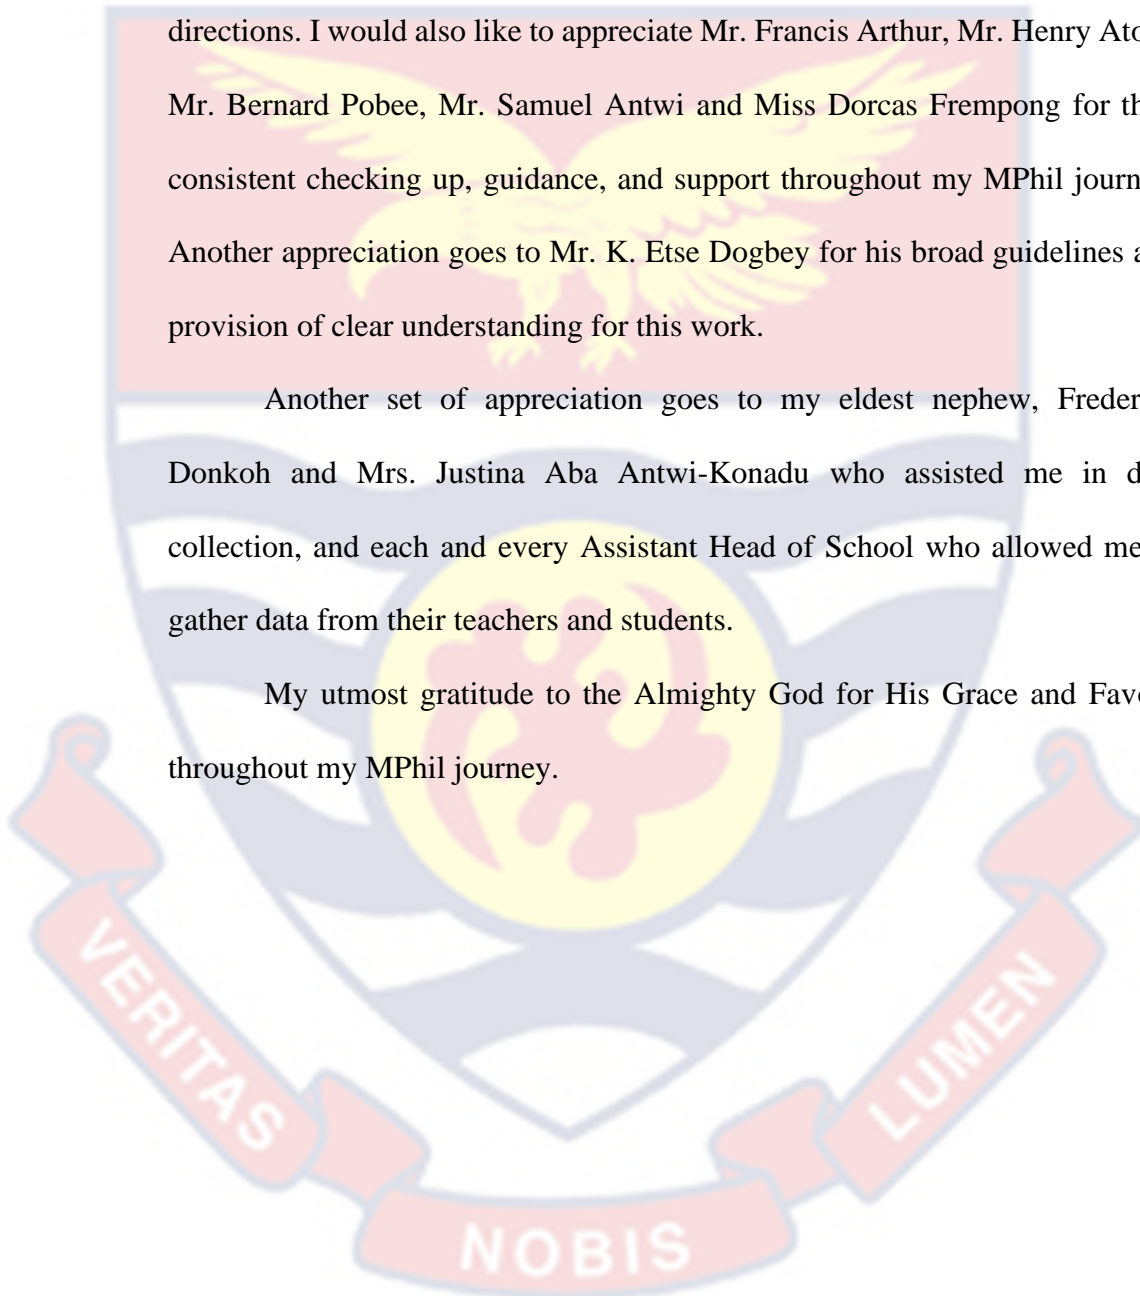 directions. I would also like to appreciate Mr. Francis Arthur, Mr. Henry
Mr. Bernard Pobee, Mr. Samuel Antwi and Miss Dorcas Frempong for
consistent checking up, guidance, and support throughout my MPhil
Another appreciation goes to Mr. K. Etse Dogbey for his broad guidelines
provision of clear understanding for this work.
Another set of appreciation goes to my eldest nephew,
Donkoh and Mrs. Justina Aba Antwi-Konadu who assisted me in
collection, and each and every Assistant Head of School who allowed me
gather data from their teachers and students.
My utmost gratitude to the Almighty God for His Grace and
throughout my MPhil journey.
VERITAS
NOBIS
LUMEN